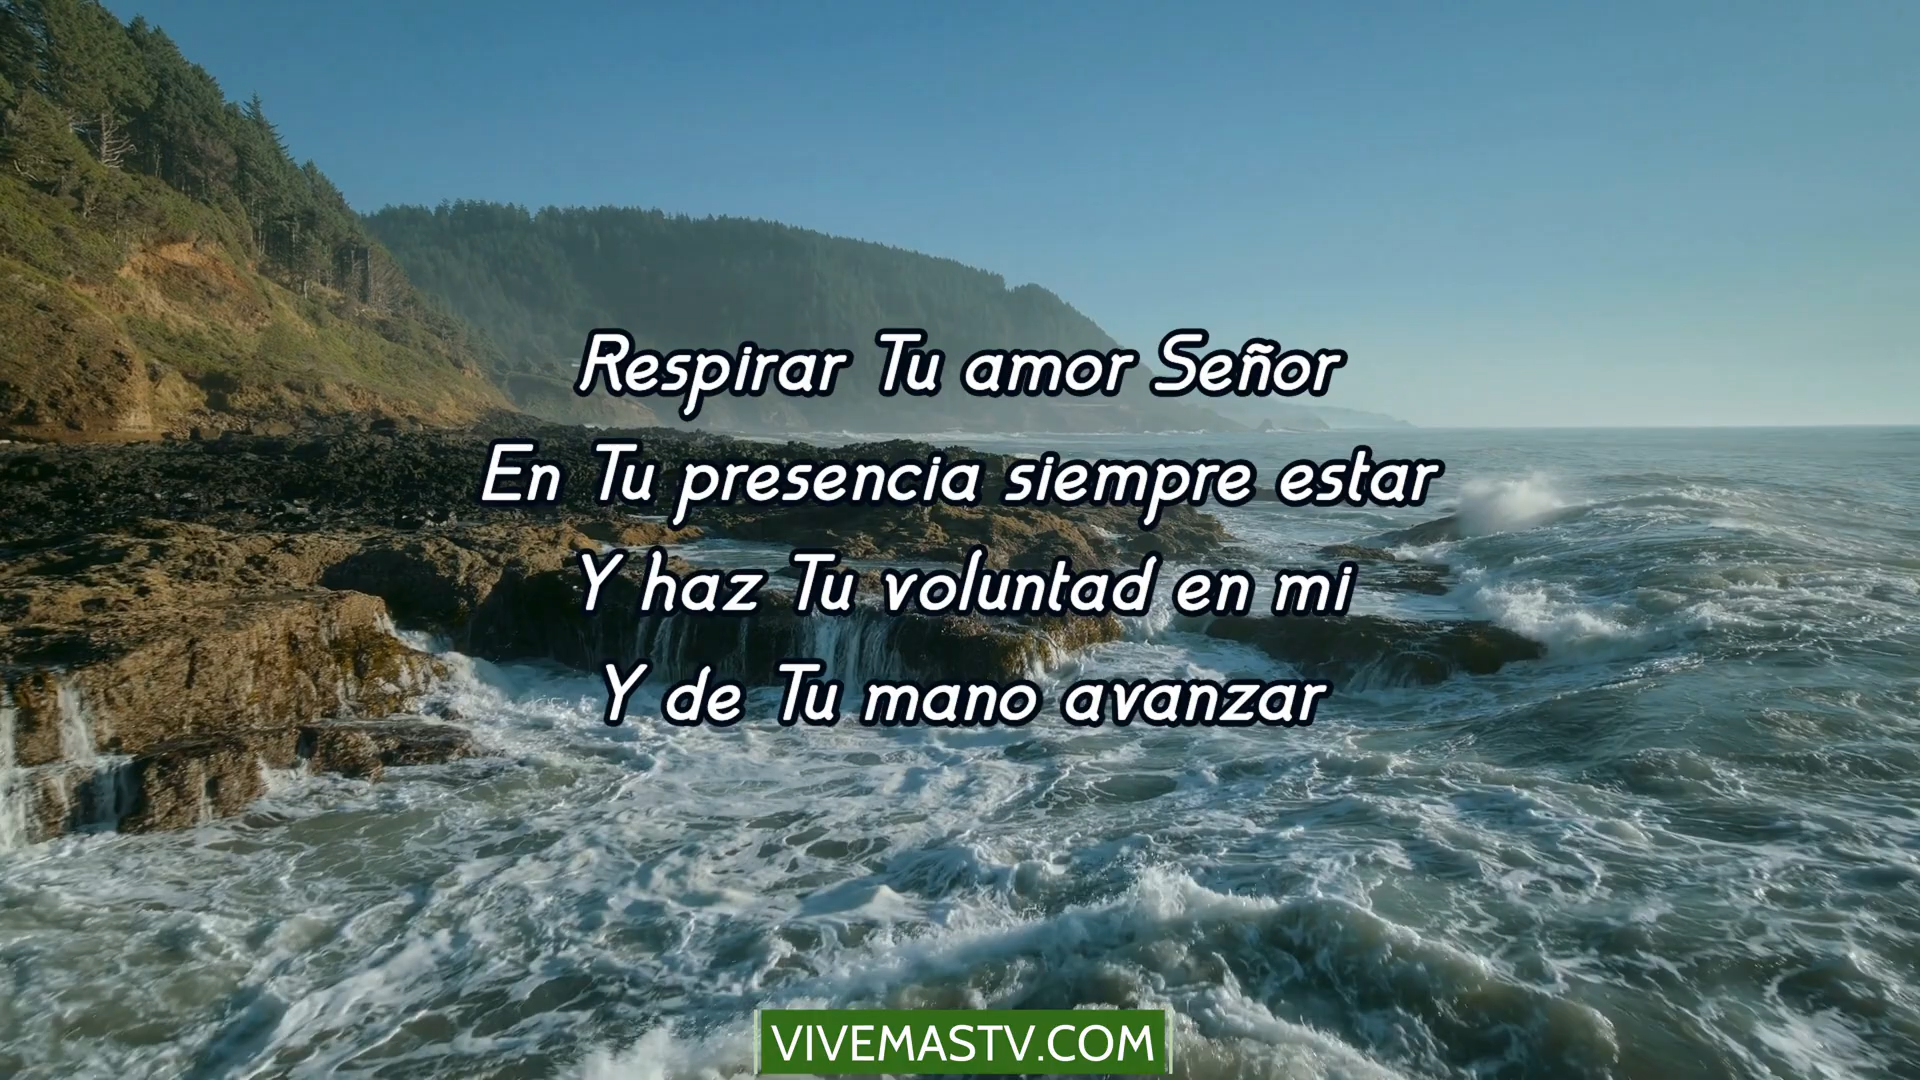 Respirar Tu amor Señor
En Tu presencia siempre estar
Y haz Tu voluntad en mi
Y de Tu mano avanzar
VIVEMASTV.COM